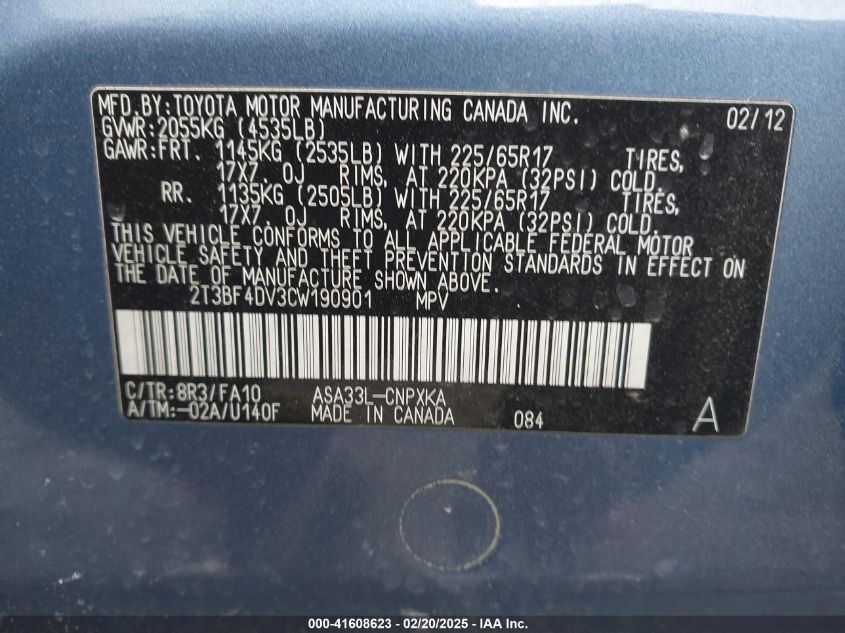 MFD.BY:TOYOTA MOTOR MANUFACTURING CANADA INC. 02/12
GVWR:2055KG (4535LB)
GAWR:FRT. 1145KG (2535LB) WITH 225/65R17 TIRES,
17X7. 0J RIMS, AT 220KPA (32PSI) COLD.
RR. 1135KG (2505LB) WITH 225/65R17 TIRES,
17X7. 0J RIMS, AT 220KPA (32PSI) COLD.
THIS VEHICLE CONFORMS TO ALL APPLICABLE FEDERAL MOTOR
VEHICLE SAFETY AND THEFT PREVENTION STANDARDS IN EFFECT ON
THE DATE OF MANUFACTURE SHOWN ABOVE.
2T3BF4DV3CW190901 MPV
C/TR:8R3/FA10 ASA33L-CNPXKA
A/TM:-02A/U140F MADE IN CANADA 084 A
000-41608623 - 02/20/2025 - IAA Inc.